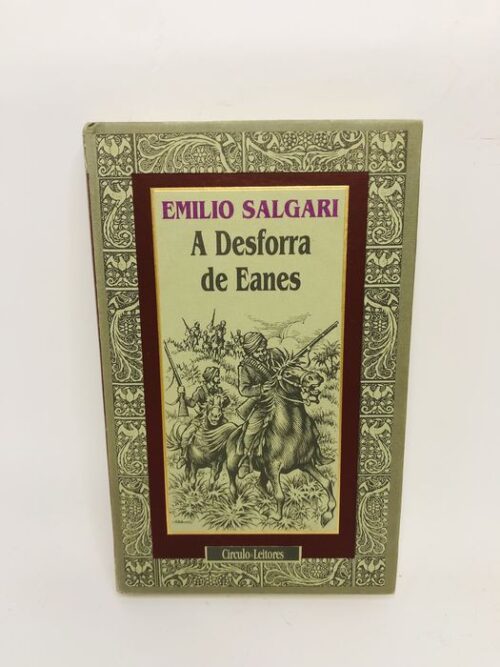 EMILIO SALGARI
A Desforra
de Eanes
Círculo-Leitores